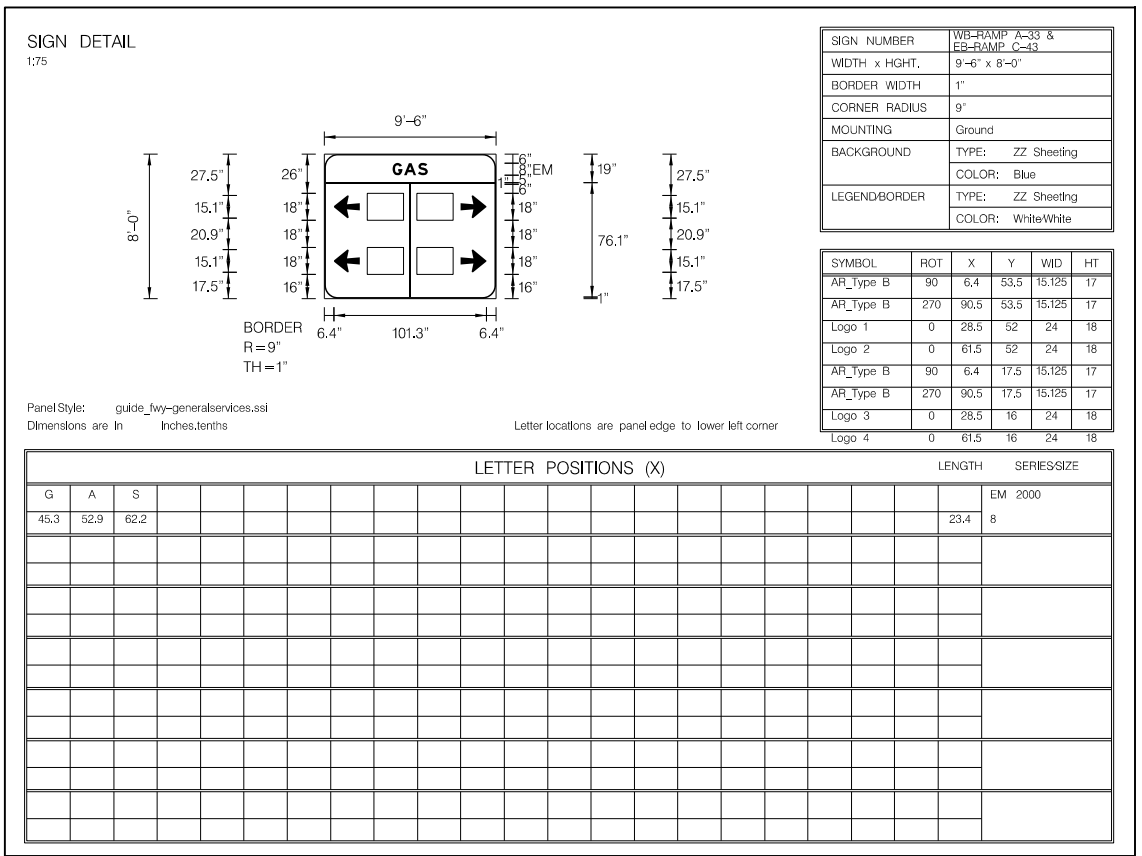 SIGN DETAIL
1:75
SIGN NUMBER WB–RAMP A–33 & EB–RAMP C–43
WIDTH x HGHT. 9'–6" x 8'–0"
BORDER WIDTH 1"
CORNER RADIUS 9"
MOUNTING Ground
BACKGROUND TYPE: ZZ Sheeting
COLOR: Blue
LEGEND/BORDER TYPE: ZZ Sheeting
COLOR: White/White
9'–6"
GAS
8'–0"
27.5"
15.1"
20.9"
15.1"
17.5"
26"
18"
18"
18"
16"
6"
8"EM
1"
5"
6"
18"
18"
18"
16"
19"
76.1"
1"
27.5"
15.1"
20.9"
15.1"
17.5"
6.4" 101.3" 6.4"
BORDER
R=9"
TH=1"
SYMBOL ROT X Y WID HT
AR_Type B 90 6.4 53.5 15.125 17
AR_Type B 270 90.5 53.5 15.125 17
Logo 1 0 28.5 52 24 18
Logo 2 0 61.5 52 24 18
AR_Type B 90 6.4 17.5 15.125 17
AR_Type B 270 90.5 17.5 15.125 17
Logo 3 0 28.5 16 24 18
Logo 4 0 61.5 16 24 18
Panel Style: guide_fwy–generalservices.ssi
Dimensions are in inches.tenths
Letter locations are panel edge to lower left corner
LETTER POSITIONS (X) LENGTH SERIES/SIZE
G A S EM 2000
45.3 52.9 62.2 23.4 8